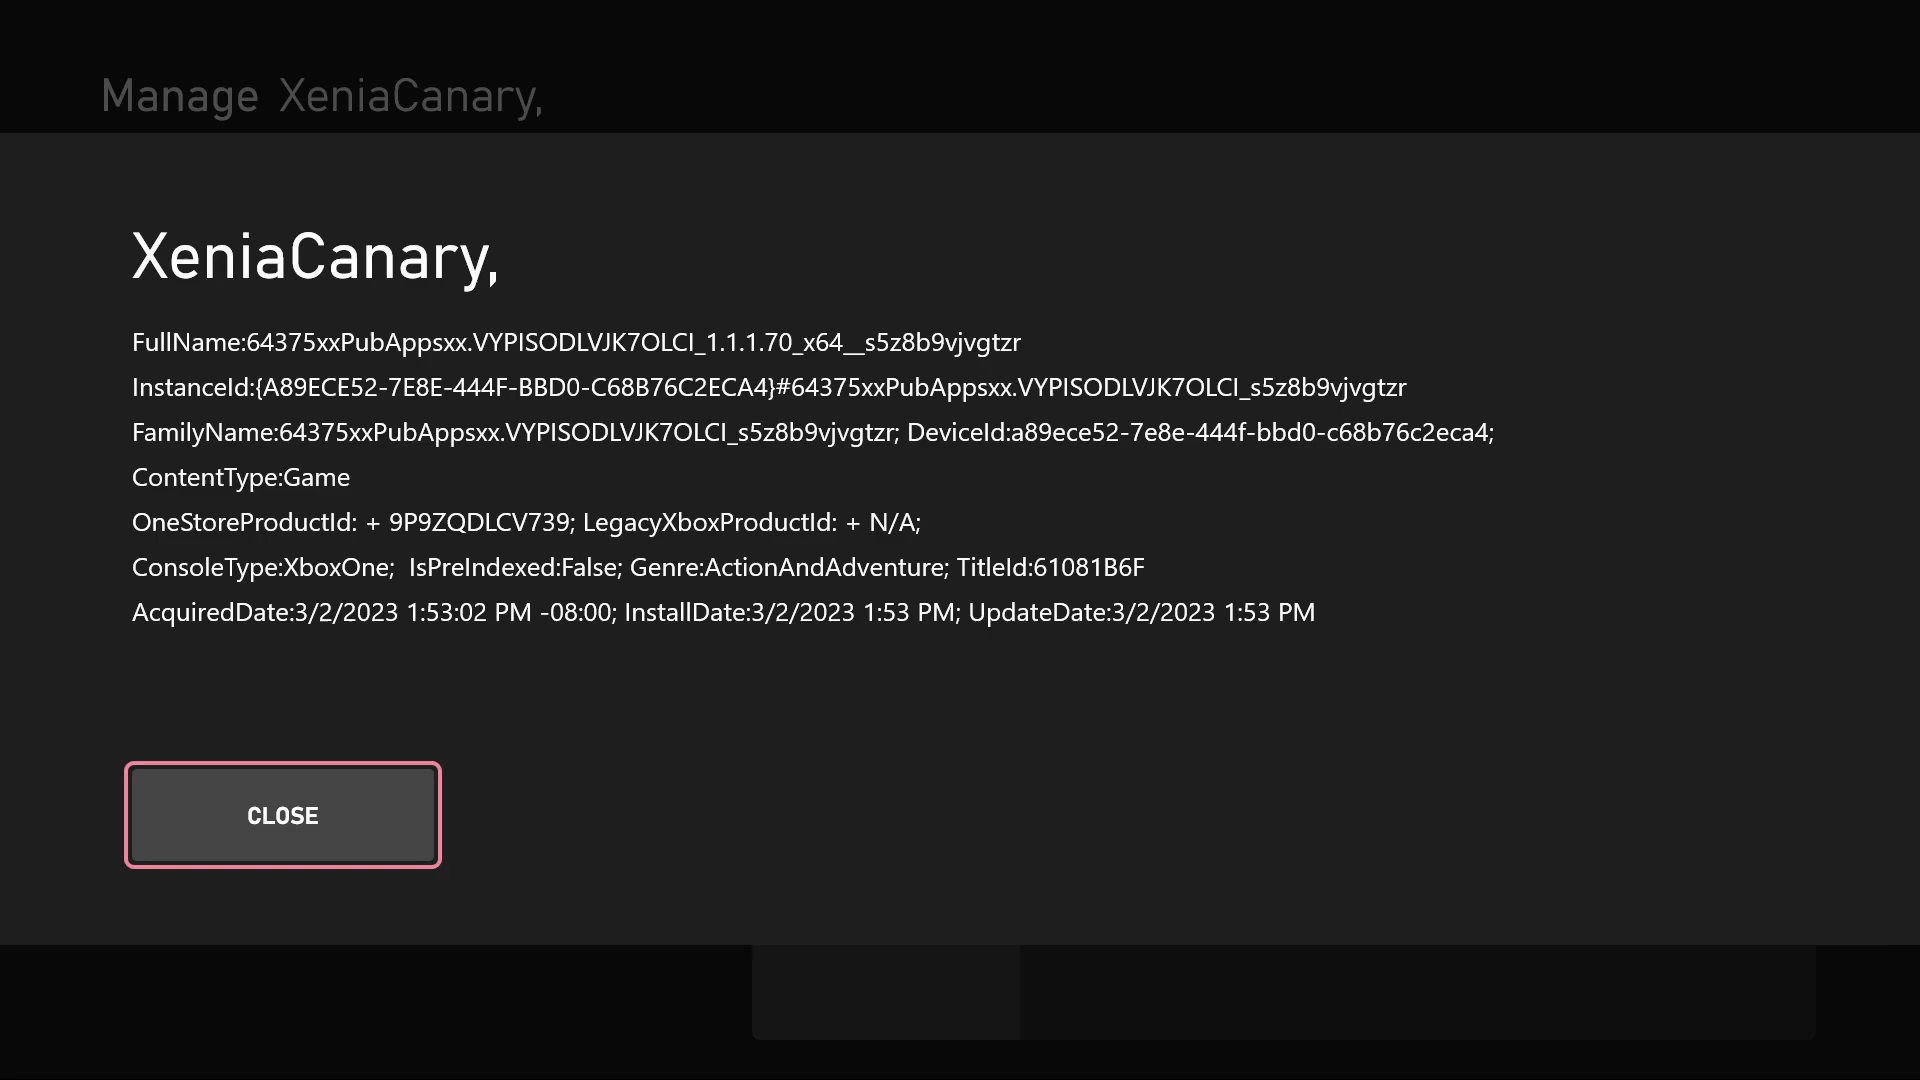 Manage XeniaCanary,
XeniaCanary,
FullName:64375xxPubAppsxx.VYPISODLVJK7OLCI_1.1.1.70_x64__s5z8b9vjvgtzr
InstanceId:{A89ECE52-7E8E-444F-BBD0-C68B76C2ECA4}#64375xxPubAppsxx.VYPISODLVJK7OLCI_s5z8b9vjvgtzr
FamilyName:64375xxPubAppsxx.VYPISODLVJK7OLCI_s5z8b9vjvgtzr; DeviceId:a89ece52-7e8e-444f-bbd0-c68b76c2eca4;
ContentType:Game
OneStoreProductId: + 9P9ZQDLCV739; LegacyXboxProductId: + N/A;
ConsoleType:XboxOne;  IsPreIndexed:False; Genre:ActionAndAdventure; TitleId:61081B6F
AcquiredDate:3/2/2023 1:53:02 PM -08:00; InstallDate:3/2/2023 1:53 PM; UpdateDate:3/2/2023 1:53 PM
CLOSE